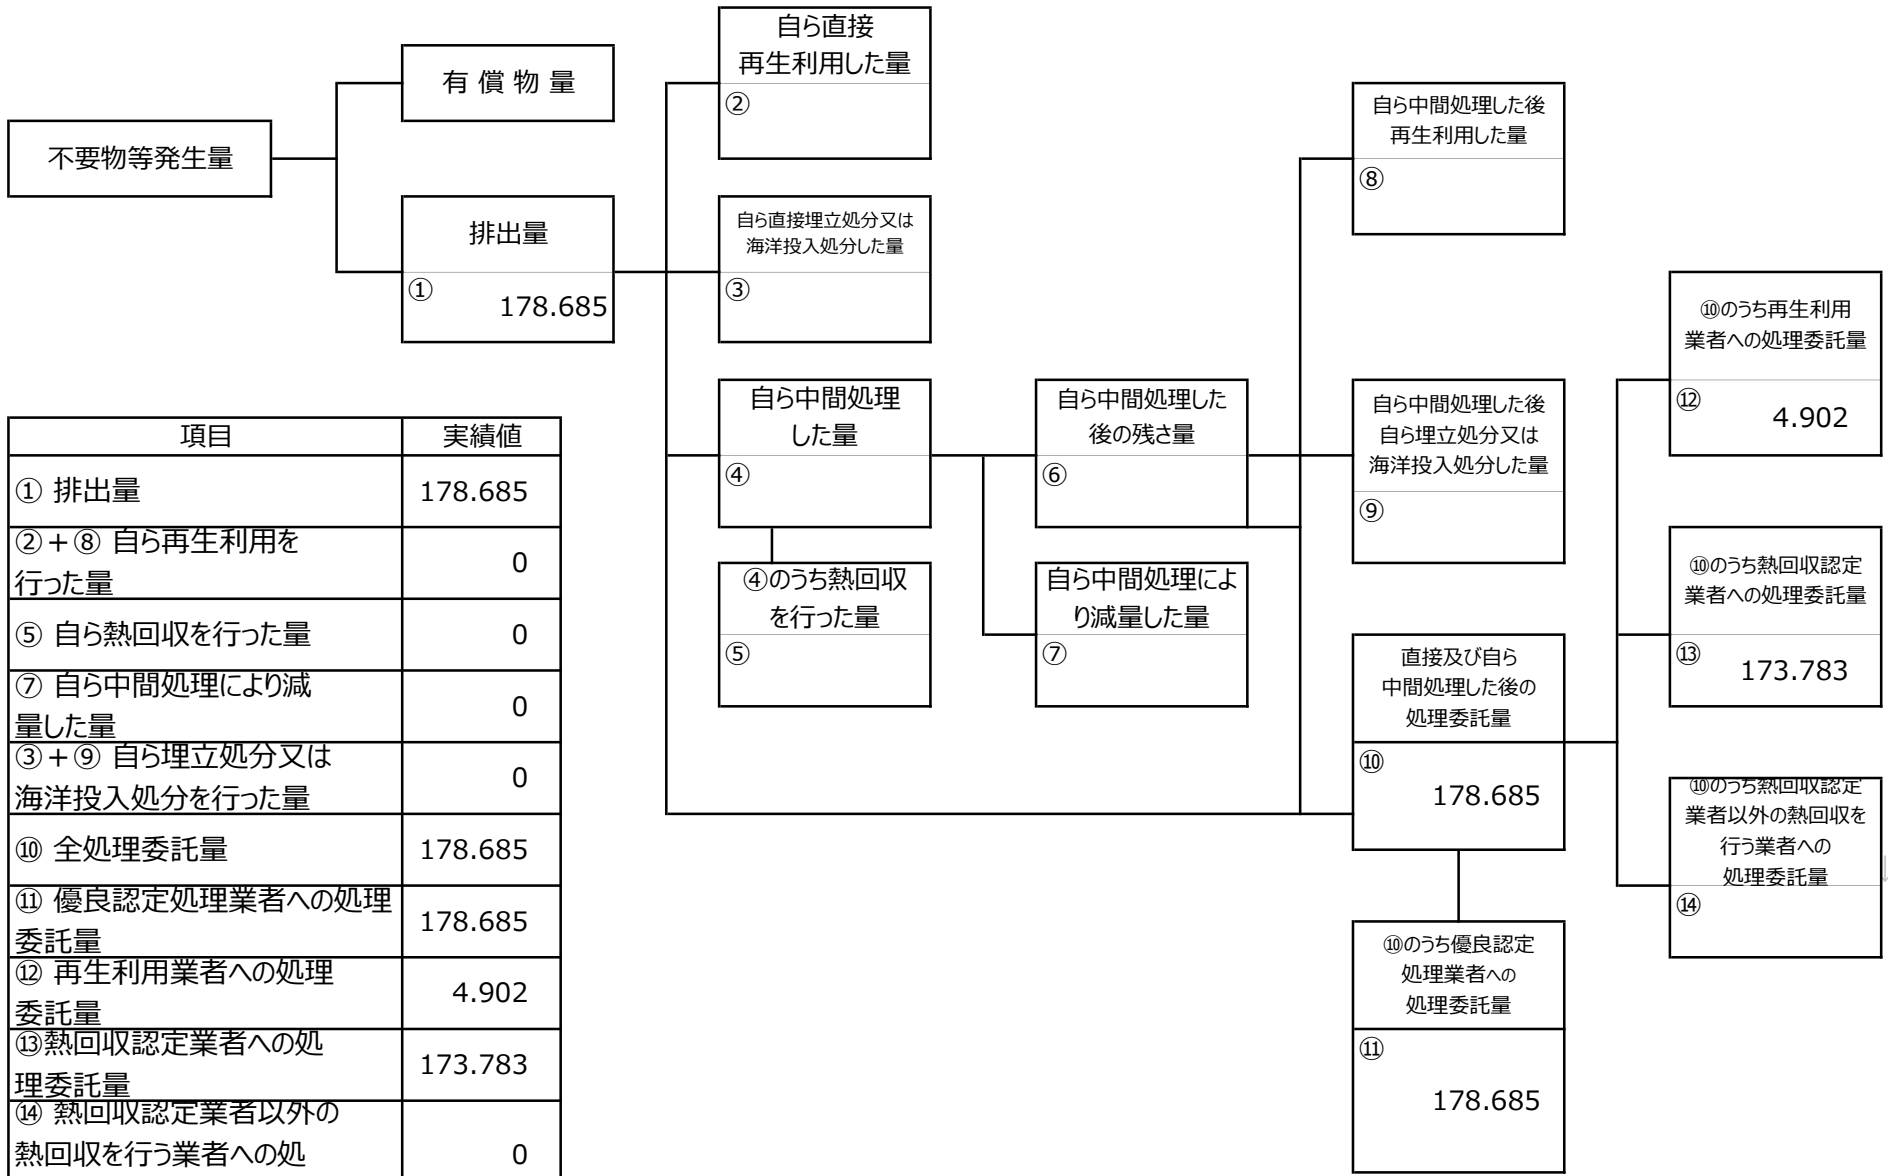 不要物等発生量
有 償 物 量
排出量
①
178.685
自ら直接
再生利用した量
②
自ら直接埋立処分又は
海洋投入処分した量
③
自ら中間処理
した量
④
④のうち熱回収
を行った量
⑤
自ら中間処理した
後の残さ量
⑥
自ら中間処理によ
り減量した量
⑦
自ら中間処理した後
再生利用した量
⑧
自ら中間処理した後
自ら埋立処分又は
海洋投入処分した量
⑨
直接及び自ら
中間処理した後の
処理委託量
⑩
178.685
⑩のうち優良認定
処理業者への
処理委託量
⑪
178.685
⑩のうち再生利用
業者への処理委託量
⑫
4.902
⑩のうち熱回収認定
業者への処理委託量
⑬
173.783
⑩のうち熱回収認定
業者以外の熱回収を
行う業者への
処理委託量
⑭
項目 実績値
① 排出量 178.685
②+⑧ 自ら再生利用を
行った量 0
⑤ 自ら熱回収を行った量 0
⑦ 自ら中間処理により減
量した量 0
③+⑨ 自ら埋立処分又は
海洋投入処分を行った量 0
⑩ 全処理委託量 178.685
⑪ 優良認定処理業者への処理
委託量 178.685
⑫ 再生利用業者への処理
委託量 4.902
⑬熱回収認定業者への処
理委託量 173.783
⑭ 熱回収認定業者以外の
熱回収を行う業者への処 0